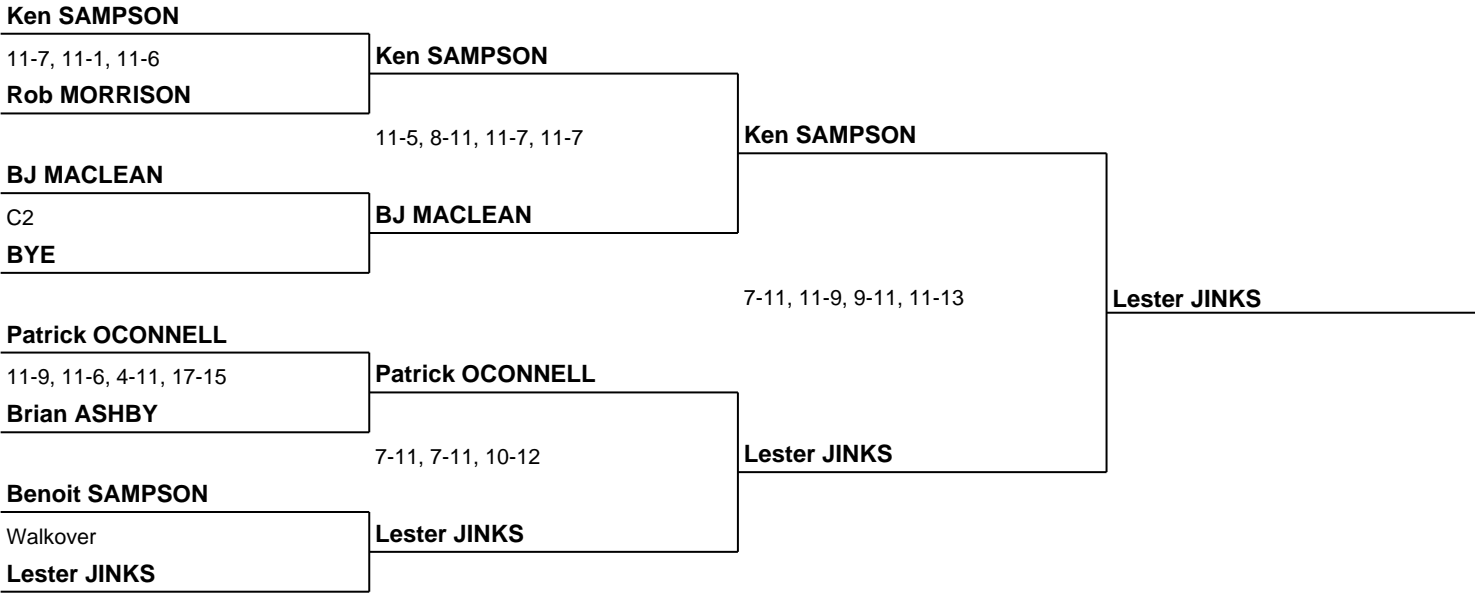 Ken SAMPSON
11-7, 11-1, 11-6
Rob MORRISON
BJ MACLEAN
C2
BYE
Patrick OCONNELL
11-9, 11-6, 4-11, 17-15
Brian ASHBY
Benoit SAMPSON
Walkover
Lester JINKS
Ken SAMPSON
11-5, 8-11, 11-7, 11-7
BJ MACLEAN
Patrick OCONNELL
7-11, 7-11, 10-12
Lester JINKS
Ken SAMPSON
7-11, 11-9, 9-11, 11-13
Lester JINKS
Lester JINKS